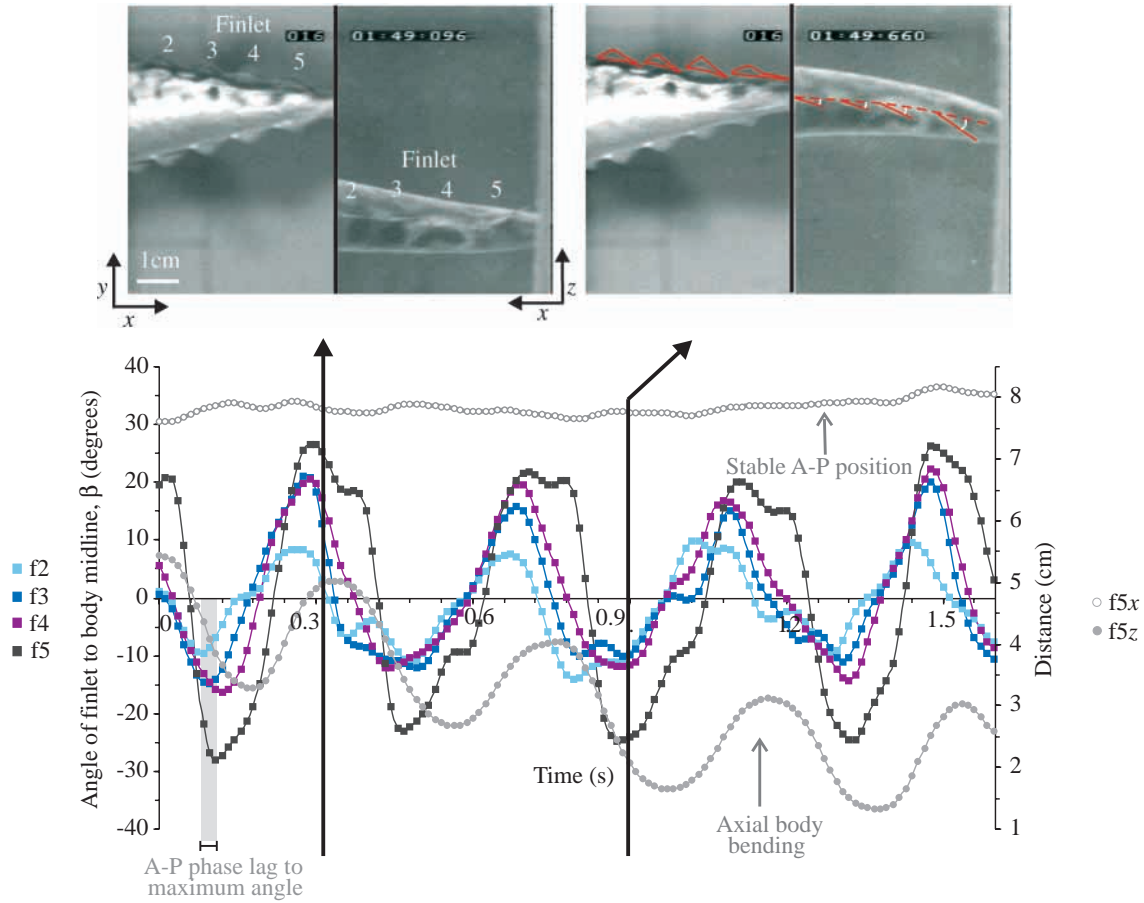 Finlet
2
3
4
5
016
01:49:096
Finlet
2
3
4
5
1cm
y
x
z
x
016
01:49:660
40
30
20
10
0
-10
-20
-30
-40
Angle of finlet to body midline, β (degrees)
f2
f3
f4
f5
.0
0.3
0.6
0.9
1.2
1.5
Time (s)
Stable A-P position
Axial body
bending
A-P phase lag to
maximum angle
8
7
6
5
4
3
2
1
Distance (cm)
f5x
f5z